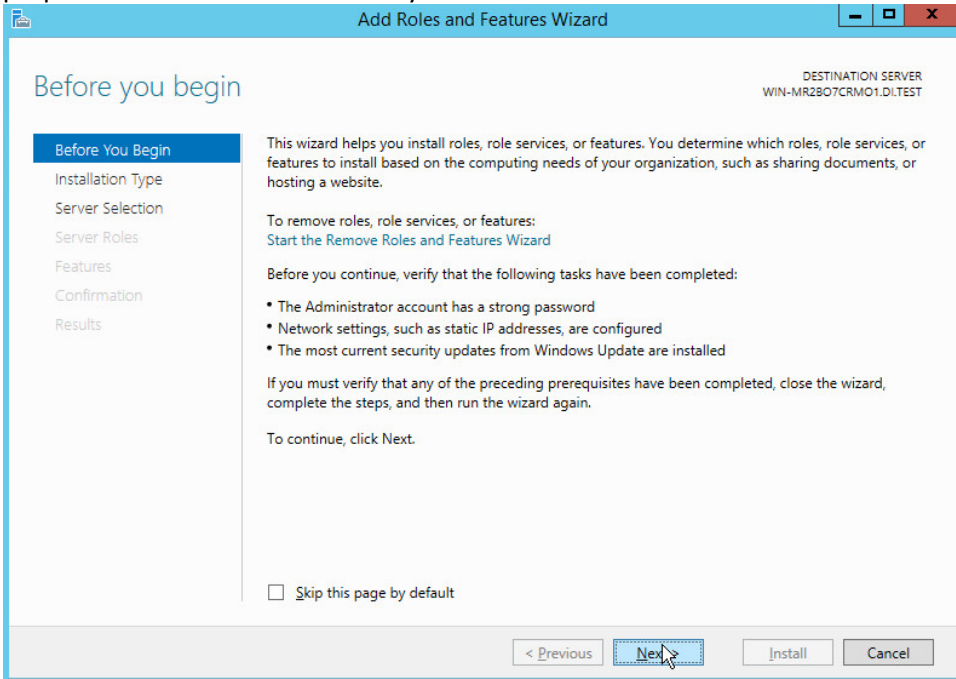 Add Roles and Features Wizard
Before you begin
DESTINATION SERVER
WIN-MR2BO7CRMO1.DI.TEST
Before You Begin
Installation Type
Server Selection
Server Roles
Features
Confirmation
Results
This wizard helps you install roles, role services, or features. You determine which roles, role services, or
features to install based on the computing needs of your organization, such as sharing documents, or
hosting a website.
To remove roles, role services, or features:
Start the Remove Roles and Features Wizard
Before you continue, verify that the following tasks have been completed:
• The Administrator account has a strong password
• Network settings, such as static IP addresses, are configured
• The most current security updates from Windows Update are installed
If you must verify that any of the preceding prerequisites have been completed, close the wizard,
complete the steps, and then run the wizard again.
To continue, click Next.
Skip this page by default
< Previous
Next >
Install
Cancel